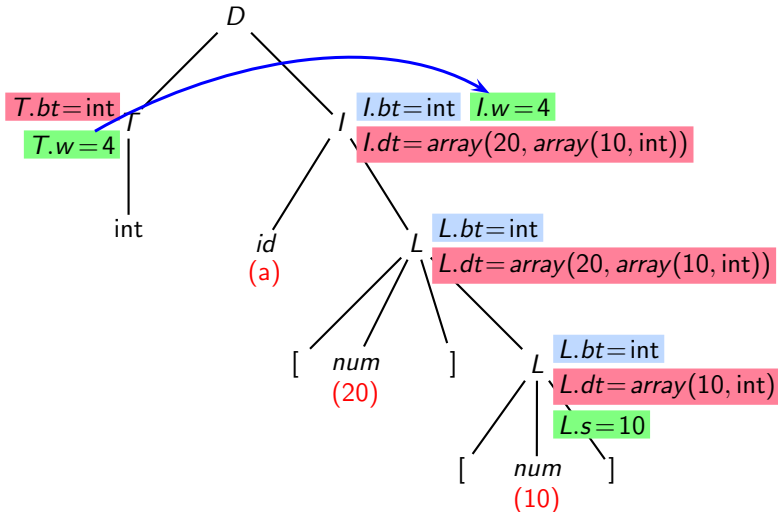 D
T.bt = int
I.bt = int I.w = 4
T I
T.w = 4
I.dt = array(20, array(10, int))
int
id
(a)
L
L.bt = int
L.dt = array(20, array(10, int))
[ num ]
(20)
L
L.bt = int
L.dt = array(10, int)
L.s = 10
[ num ]
(10)